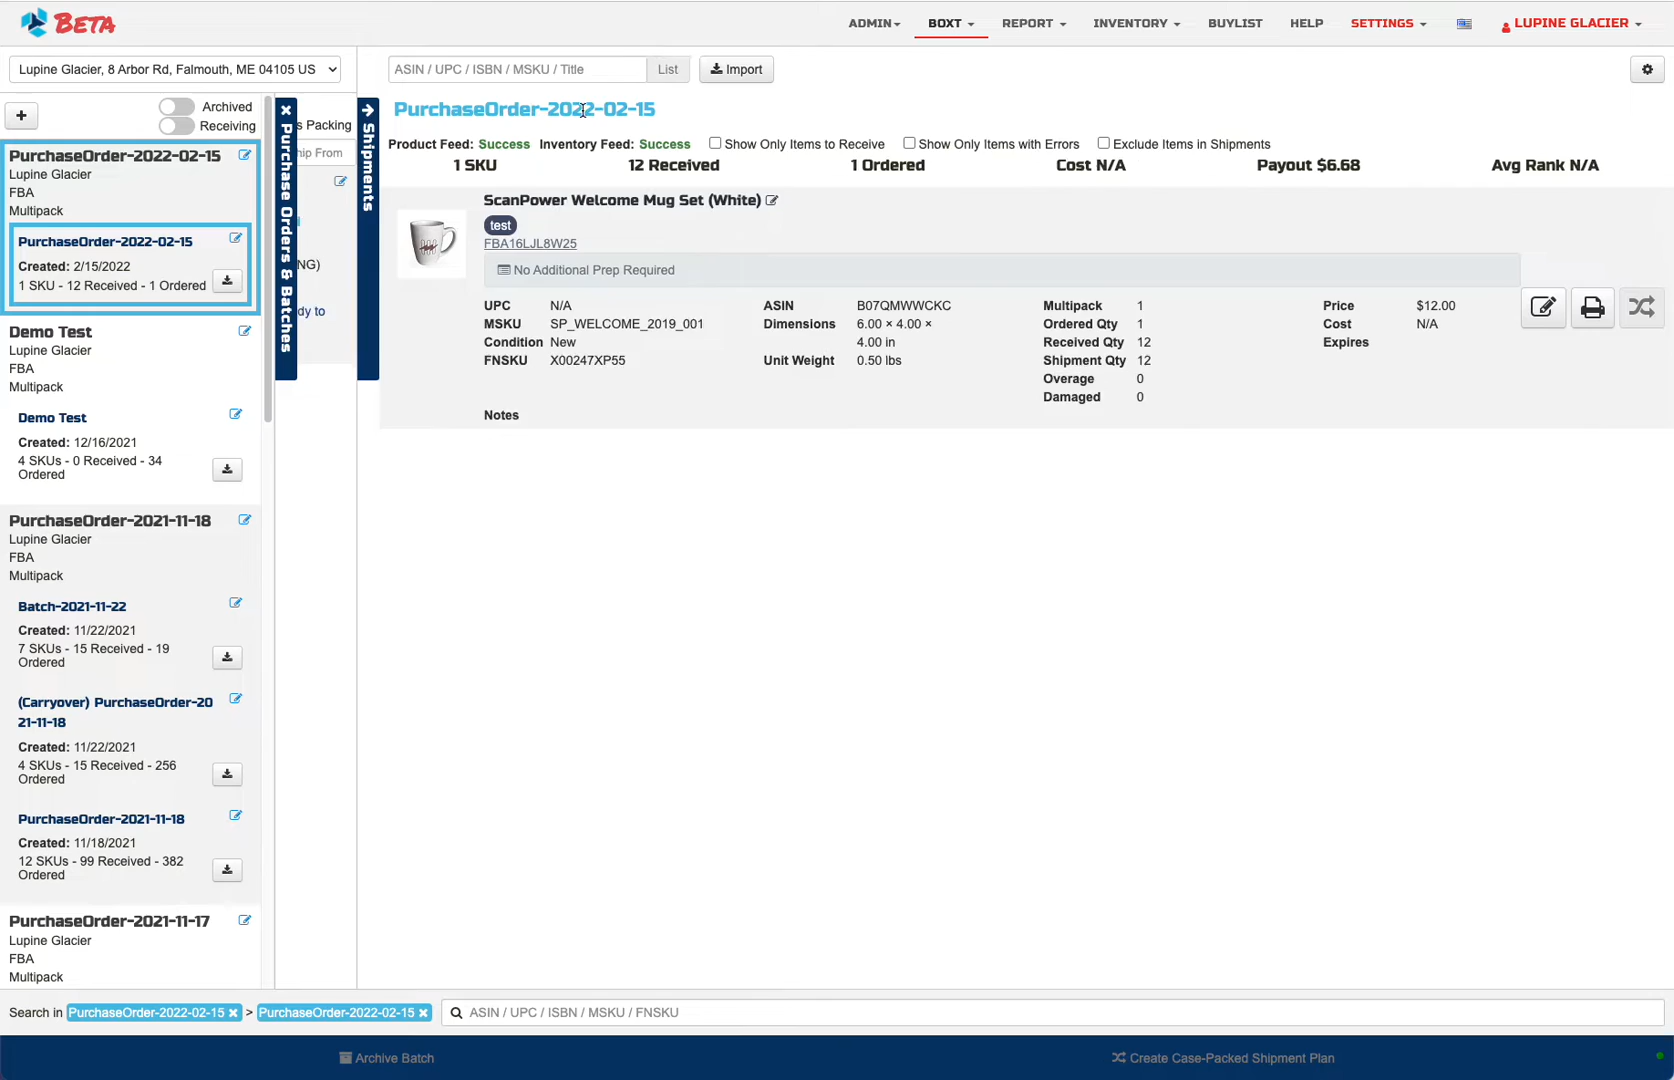 BETA
ADMIN
BOXT
REPORT
INVENTORY
BUYLIST
HELP
SETTINGS
LUPINE GLACIER
Lupine Glacier, 8 Arbor Rd, Falmouth, ME 04105 US
ASIN / UPC / ISBN / MSKU / Title
List
Import
Archived
Receiving
PurchaseOrder-2022-02-15
Lupine Glacier
FBA
Multipack
PurchaseOrder-2022-02-15
Created: 2/15/2022
1 SKU - 12 Received - 1 Ordered
Demo Test
Lupine Glacier
FBA
Multipack
Demo Test
Created: 12/16/2021
4 SKUs - 0 Received - 34
Ordered
PurchaseOrder-2021-11-18
Lupine Glacier
FBA
Multipack
Batch-2021-11-22
Created: 11/22/2021
7 SKUs - 15 Received - 19
Ordered
(Carryover) PurchaseOrder-20
21-11-18
Created: 11/22/2021
4 SKUs - 15 Received - 256
Ordered
PurchaseOrder-2021-11-18
Created: 11/18/2021
12 SKUs - 99 Received - 382
Ordered
PurchaseOrder-2021-11-17
Lupine Glacier
FBA
Multipack
Purchase Orders & Batches
s Packing
hip From
NG)
dy to
Shipments
PurchaseOrder-2022-02-15
Product Feed: Success Inventory Feed: Success Show Only Items to Receive Show Only Items with Errors Exclude Items in Shipments
1 SKU 12 Received 1 Ordered Cost N/A Payout $6.68 Avg Rank N/A
ScanPower Welcome Mug Set (White)
test
FBA16LJL8W25
No Additional Prep Required
UPC N/A
MSKU SP_WELCOME_2019_001
Condition New
FNSKU X00247XP55
ASIN B07QMWWCKC
Dimensions 6.00 × 4.00 ×
4.00 in
Unit Weight 0.50 lbs
Multipack 1
Ordered Qty 1
Received Qty 12
Shipment Qty 12
Overage 0
Damaged 0
Price $12.00
Cost N/A
Expires
Notes
Search in PurchaseOrder-2022-02-15 × > PurchaseOrder-2022-02-15 ×
ASIN / UPC / ISBN / MSKU / FNSKU
Archive Batch
Create Case-Packed Shipment Plan